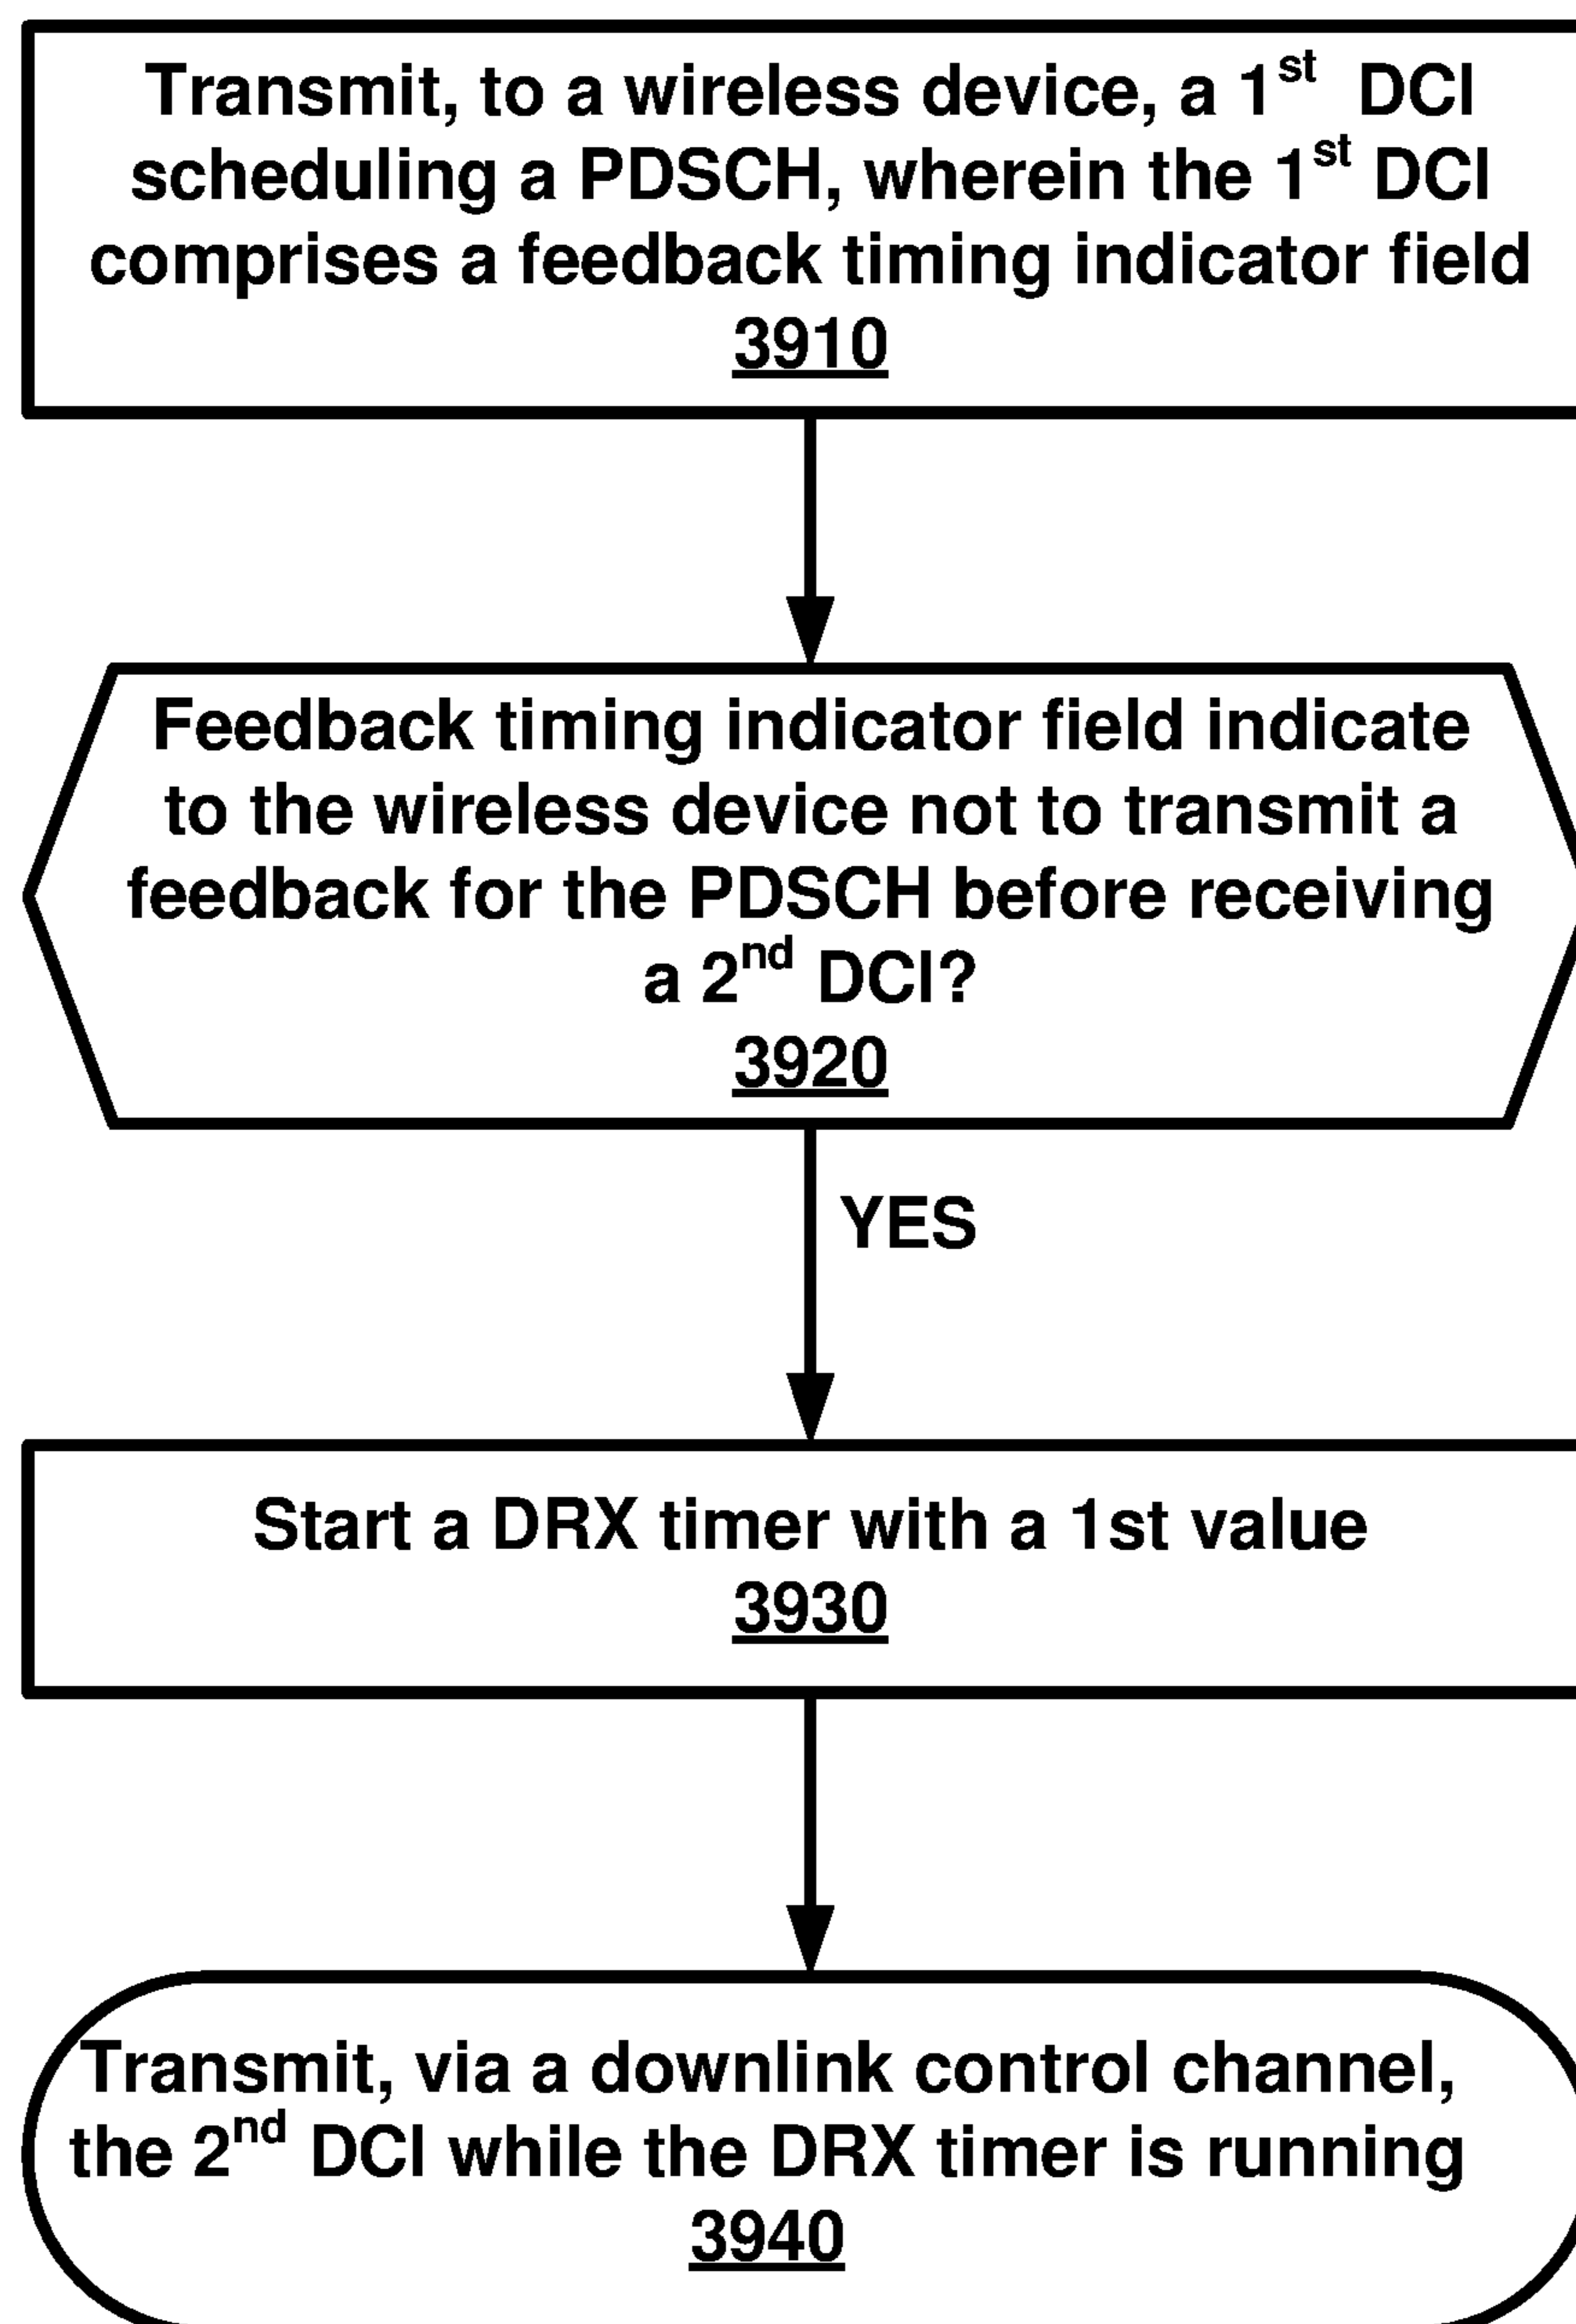 Transmit, to a wireless device, a 1st DCI
scheduling a PDSCH, wherein the 1st DCI
comprises a feedback timing indicator field
3910
Feedback timing indicator field indicate
to the wireless device not to transmit a
feedback for the PDSCH before receiving
a 2nd DCI?
3920
YES
Start a DRX timer with a 1st value
3930
Transmit, via a downlink control channel,
the 2nd DCI while the DRX timer is running
3940